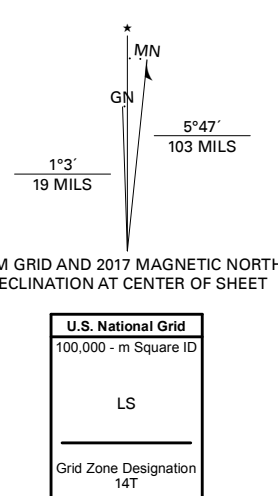 ★
MN
GN
5°47´
103 MILS
1°3´
19 MILS
M GRID AND 2017 MAGNETIC NORTH
ECLINATION AT CENTER OF SHEET
U.S. National Grid
100,000 - m Square ID
LS
Grid Zone Designation
14T